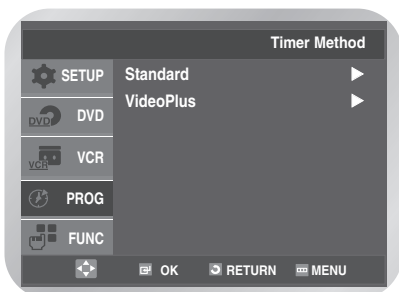 Timer Method
SETUP
Standard
DVD
DVD
VideoPlus
VCR
VCR
PROG
FUNC
OK
RETURN
MENU